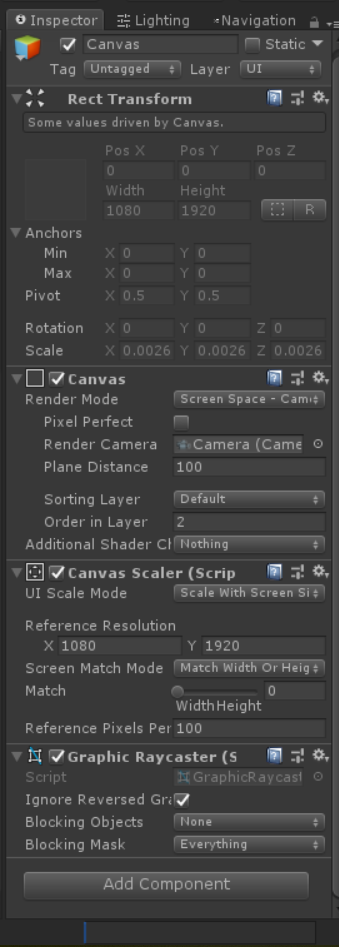 Inspector Lighting Navigation
Canvas Static
Tag Untagged Layer UI
Rect Transform
Some values driven by Canvas.
Pos X Pos Y Pos Z
0 0 0
Width Height
1080 1920 R
Anchors
Min X 0 Y 0
Max X 0 Y 0
Pivot X 0.5 Y 0.5
Rotation X 0 Y 0 Z 0
Scale X 0.0026 Y 0.0026 Z 0.0026
Canvas
Render Mode Screen Space - Cam
Pixel Perfect
Render Camera Camera (Came
Plane Distance 100
Sorting Layer Default
Order in Layer 2
Additional Shader Cl Nothing
Canvas Scaler (Scrip
UI Scale Mode Scale With Screen Si
Reference Resolution
X 1080 Y 1920
Screen Match Mode Match Width Or Heig
Match 0
Width Height
Reference Pixels Per 100
Graphic Raycaster (S
Script GraphicRaycast
Ignore Reversed Gra
Blocking Objects None
Blocking Mask Everything
Add Component